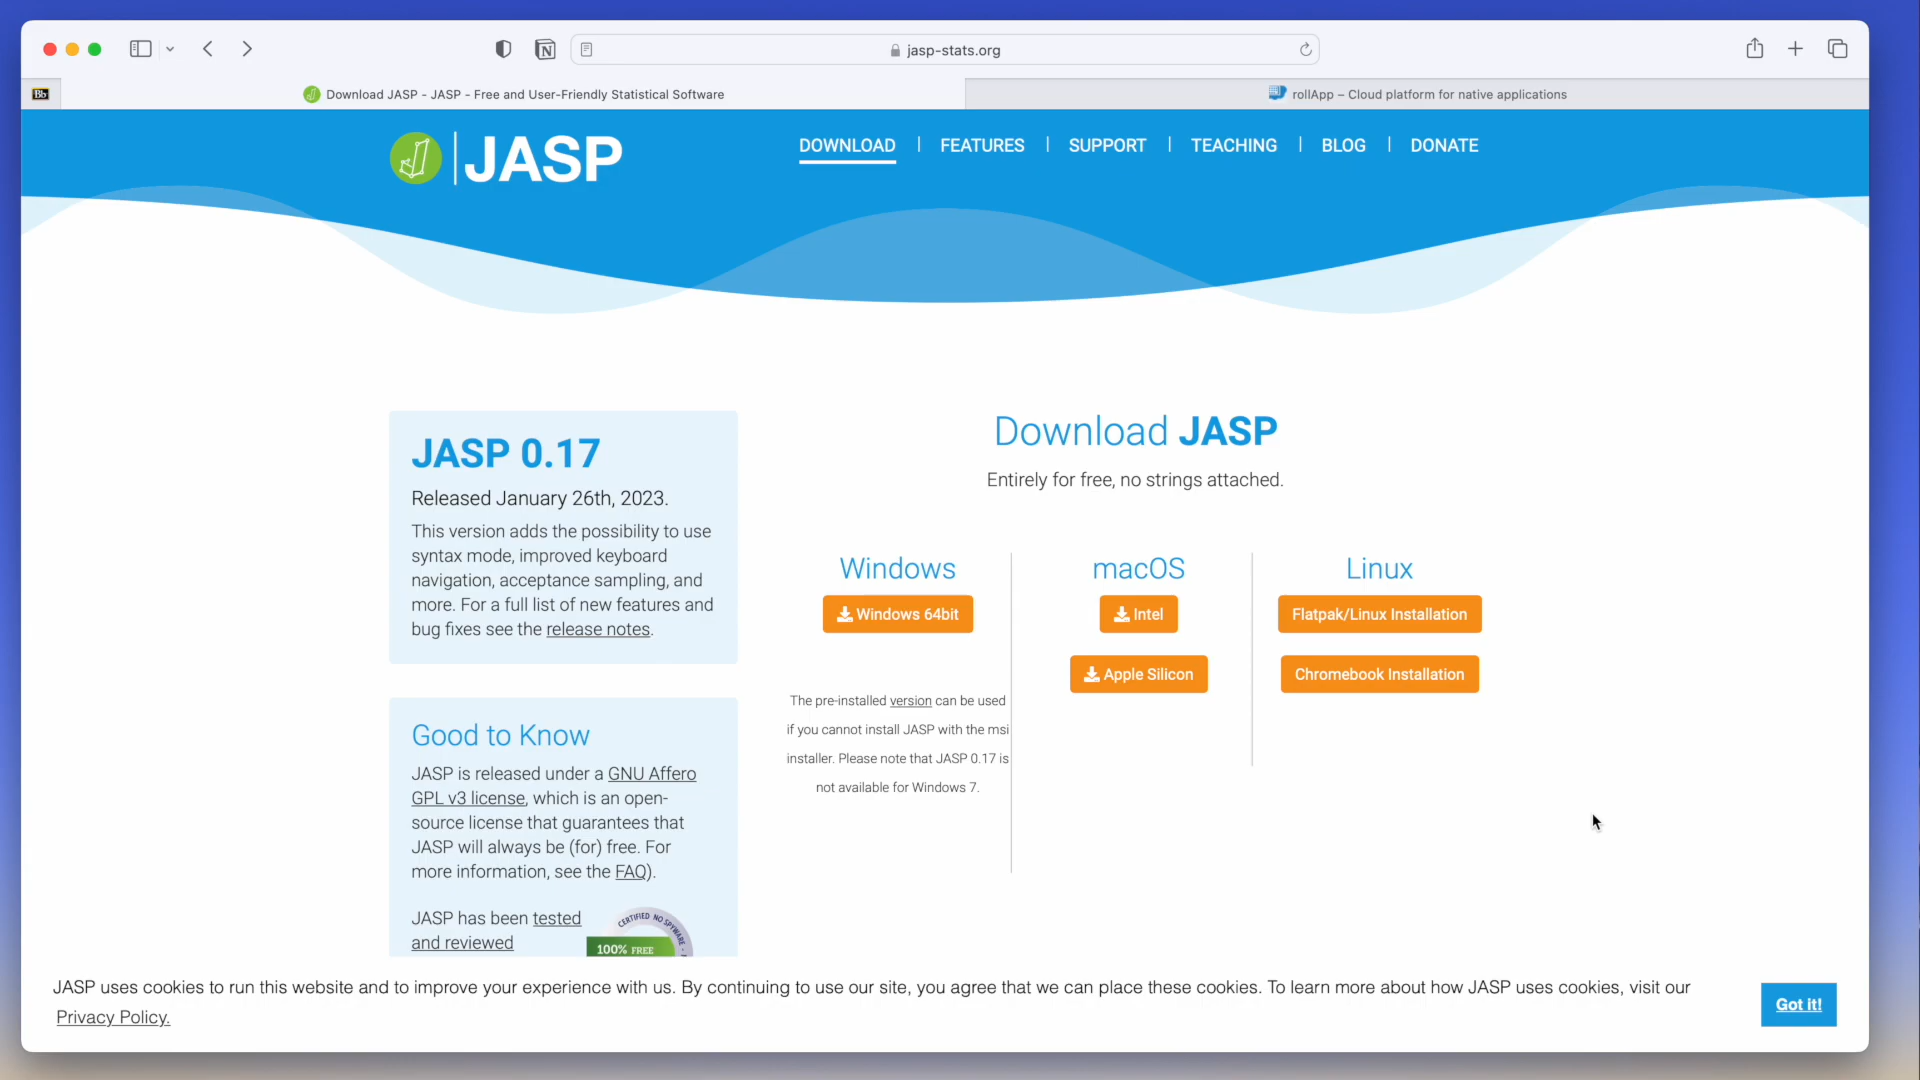 jasp-stats.org
Bb
Download JASP - JASP - Free and User-Friendly Statistical Software
rollApp – Cloud platform for native applications
JASP
DOWNLOAD | FEATURES | SUPPORT | TEACHING | BLOG | DONATE
JASP 0.17
Released January 26th, 2023.
This version adds the possibility to use
syntax mode, improved keyboard
navigation, acceptance sampling, and
more. For a full list of new features and
bug fixes see the release notes.
Good to Know
JASP is released under a GNU Affero
GPL v3 license, which is an open-
source license that guarantees that
JASP will always be (for) free. For
more information, see the FAQ).
JASP has been tested
and reviewed
CERTIFIED NO SPYWARE
100% FREE
Download JASP
Entirely for free, no strings attached.
Windows
Windows 64bit
The pre-installed version can be used
if you cannot install JASP with the msi
installer. Please note that JASP 0.17 is
not available for Windows 7.
macOS
Intel
Apple Silicon
Linux
Flatpak/Linux Installation
Chromebook Installation
JASP uses cookies to run this website and to improve your experience with us. By continuing to use our site, you agree that we can place these cookies. To learn more about how JASP uses cookies, visit our
Privacy Policy.
Got it!